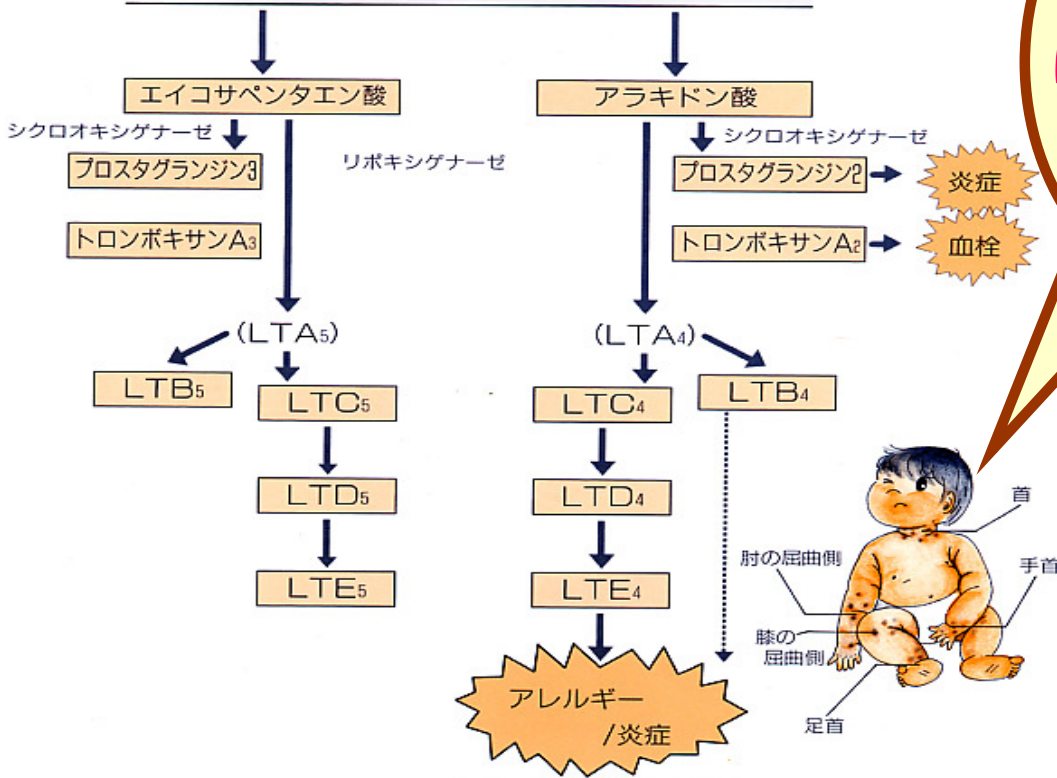 エイコサペンタエン酸
アラキドン酸
シクロオキシゲナーゼ
シクロオキシゲナーゼ
リポキシゲナーゼ
プロスタグランジン3
プロスタグランジン2
炎症
トロンボキサンA3
トロンボキサンA2
血栓
(LTA5)
(LTA4)
LTB5
LTC5
LTC4
LTB4
LTD5
LTD4
LTE5
LTE4
アレルギー
/炎症
首
肘の屈曲側
手首
膝の
屈曲側
足首